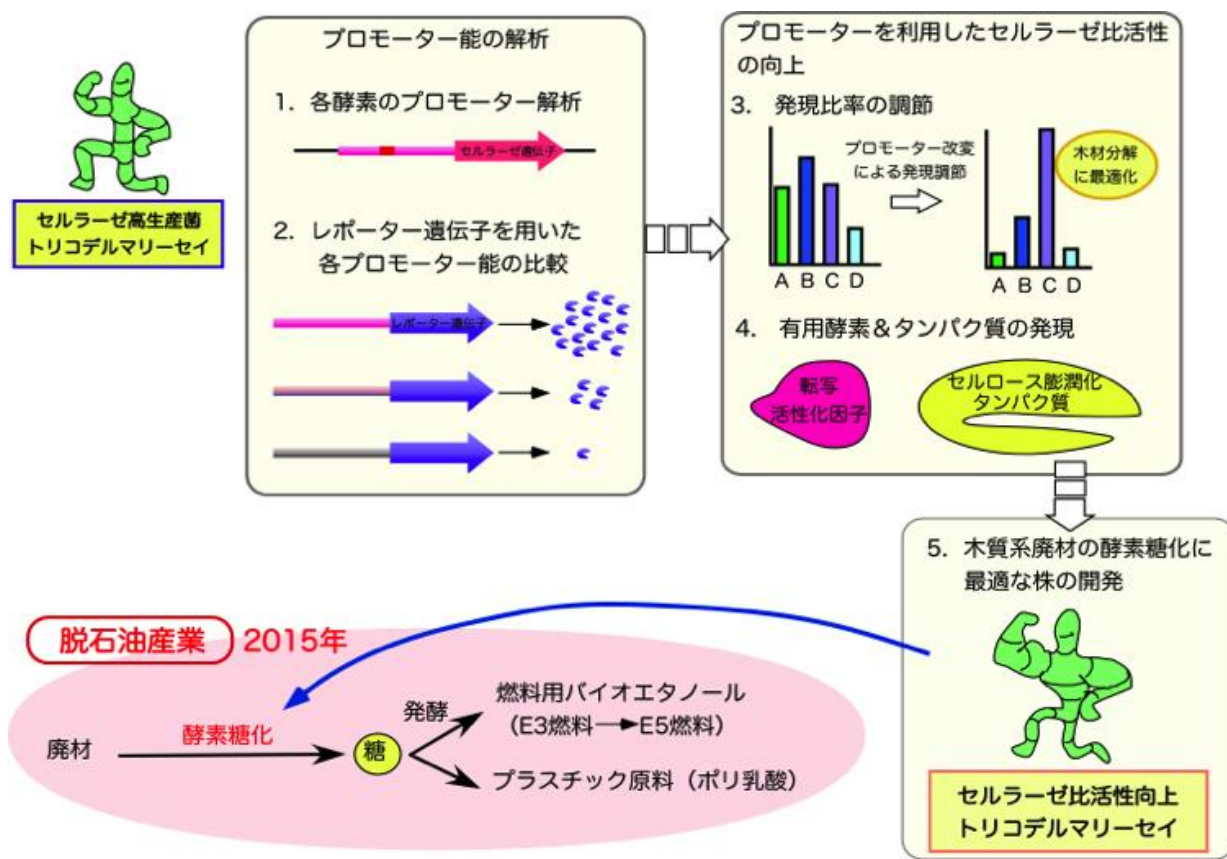 セルラーゼ高生産菌
トリコデルマリーセイ
プロモーター能の解析
1. 各酵素のプロモーター解析
セルラーゼ遺伝子
2. レポーター遺伝子を用いた
各プロモーター能の比較
レポーター遺伝子
プロモーターを利用したセルラーゼ比活性
の向上
3. 発現比率の調節
プロモーター改変
による発現調節
木材分解
に最適化
A B C D
A B C D
4. 有用酵素&タンパク質の発現
転写
活性化因子
セルロース膨潤化
タンパク質
5. 木質系廃材の酵素糖化に
最適な株の開発
セルラーゼ比活性向上
トリコデルマリーセイ
脱石油産業 2015年
廃材
酵素糖化
糖
発酵
燃料用バイオエタノール
(E3燃料→E5燃料)
プラスチック原料(ポリ乳酸)